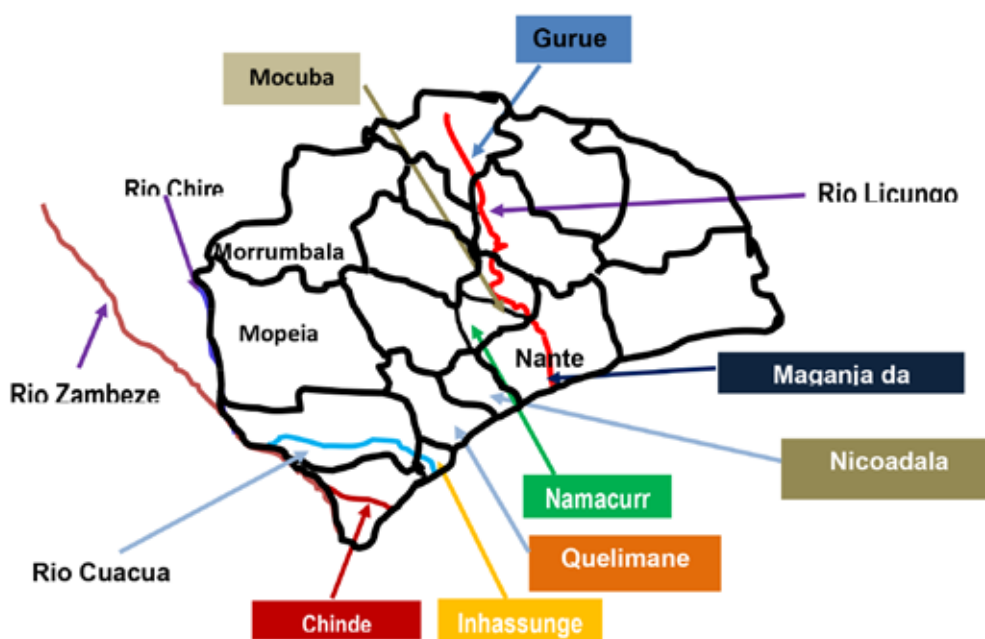 Gurue
Mocuba
Rio Chire
Rio Licungo
Morrumbala
Mopeia
Nante
Rio Zambeze
Maganja da
Nicoadala
Namacurr
Quelimane
Rio Cuacua
Chinde
Inhassunge